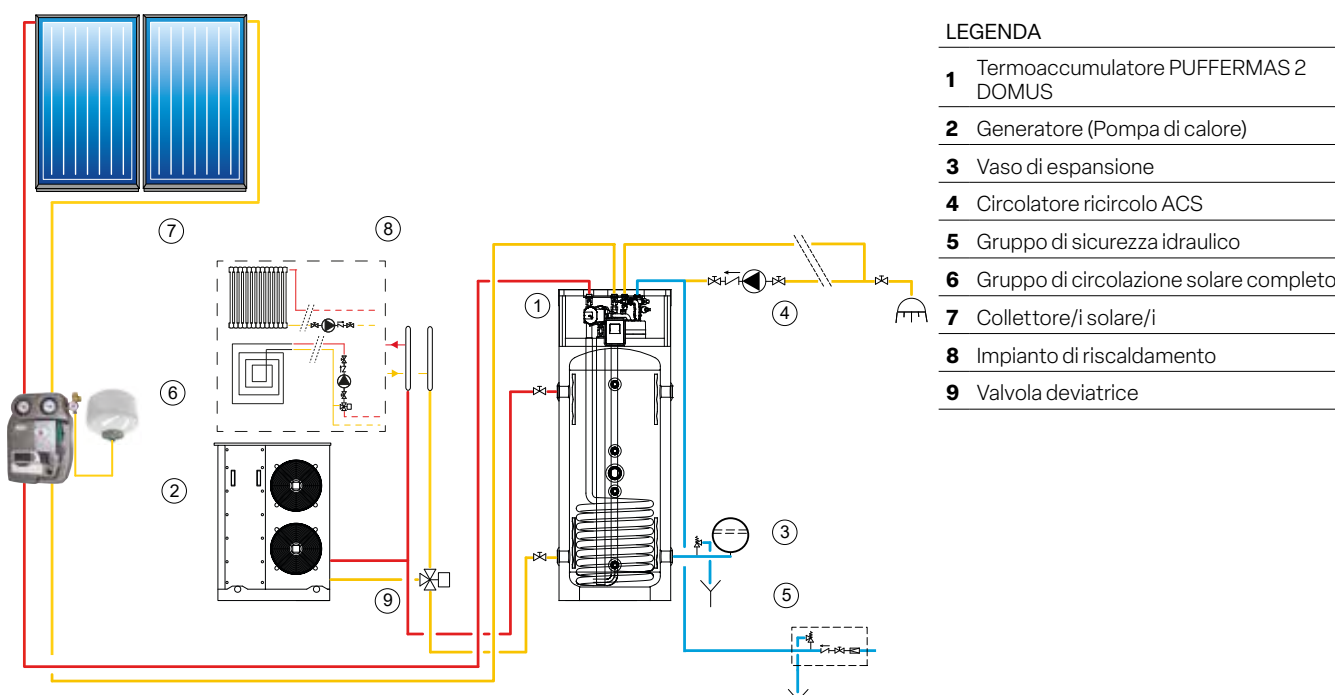 LEGENDA
1 Termoaccumulatore PUFFERMAS 2
DOMUS
2 Generatore (Pompa di calore)
3 Vaso di espansione
4 Circolatore ricircolo ACS
5 Gruppo di sicurezza idraulico
6 Gruppo di circolazione solare completo
7 Collettore/i solare/i
8 Impianto di riscaldamento
9 Valvola deviatrice
7
8
1
4
6
2
3
9
5